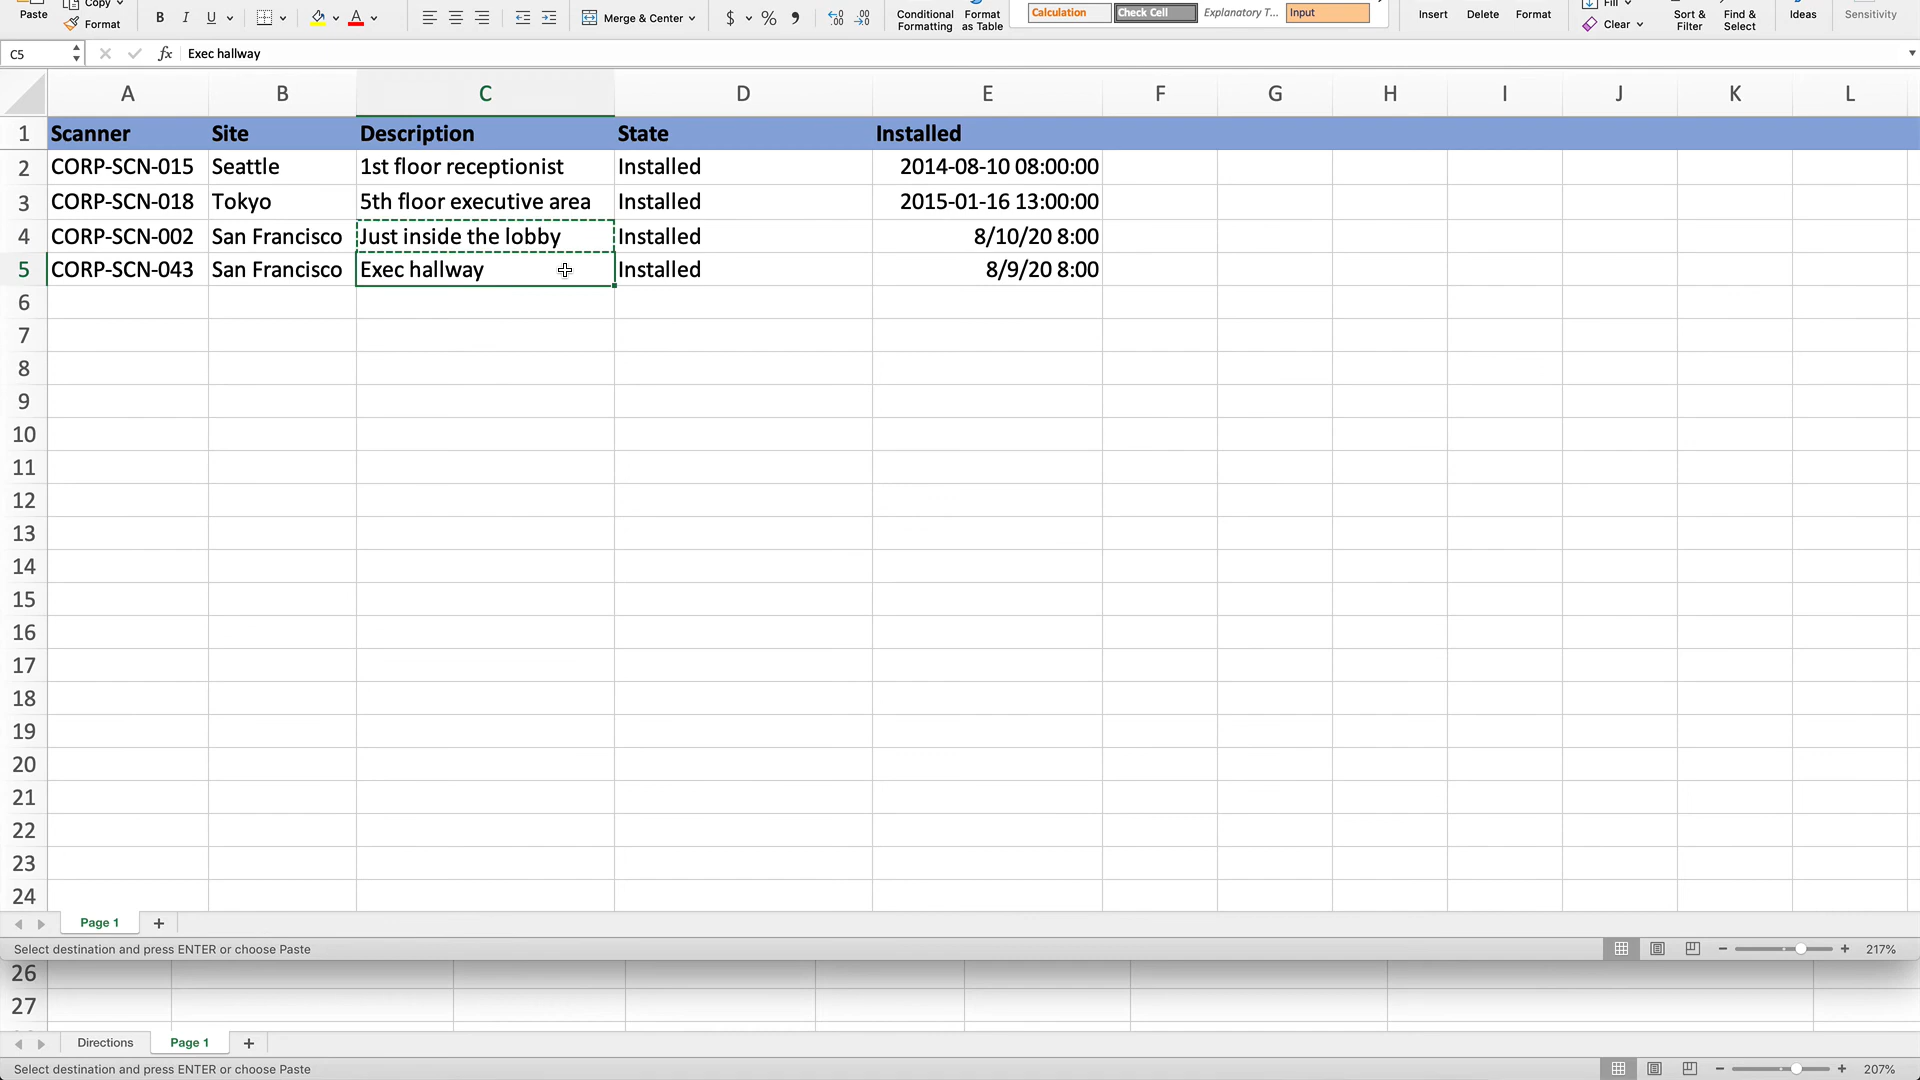 Paste Copy Format B I U A Merge & Center $ % Conditional Formatting Format as Table Calculation Check Cell Explanatory T... Input Insert Delete Format Fill Clear Sort & Filter Find & Select Ideas Sensitivity
C5 fx Exec hallway
A B C D E F G H I J K L
1 Scanner Site Description State Installed
2 CORP-SCN-015 Seattle 1st floor receptionist Installed 2014-08-10 08:00:00
3 CORP-SCN-018 Tokyo 5th floor executive area Installed 2015-01-16 13:00:00
4 CORP-SCN-002 San Francisco Just inside the lobby Installed 8/10/20 8:00
5 CORP-SCN-043 San Francisco Exec hallway Installed 8/9/20 8:00
6
7
8
9
10
11
12
13
14
15
16
17
18
19
20
21
22
23
24
Page 1 +
Select destination and press ENTER or choose Paste 217%
26
27
Directions Page 1 +
Select destination and press ENTER or choose Paste 207%